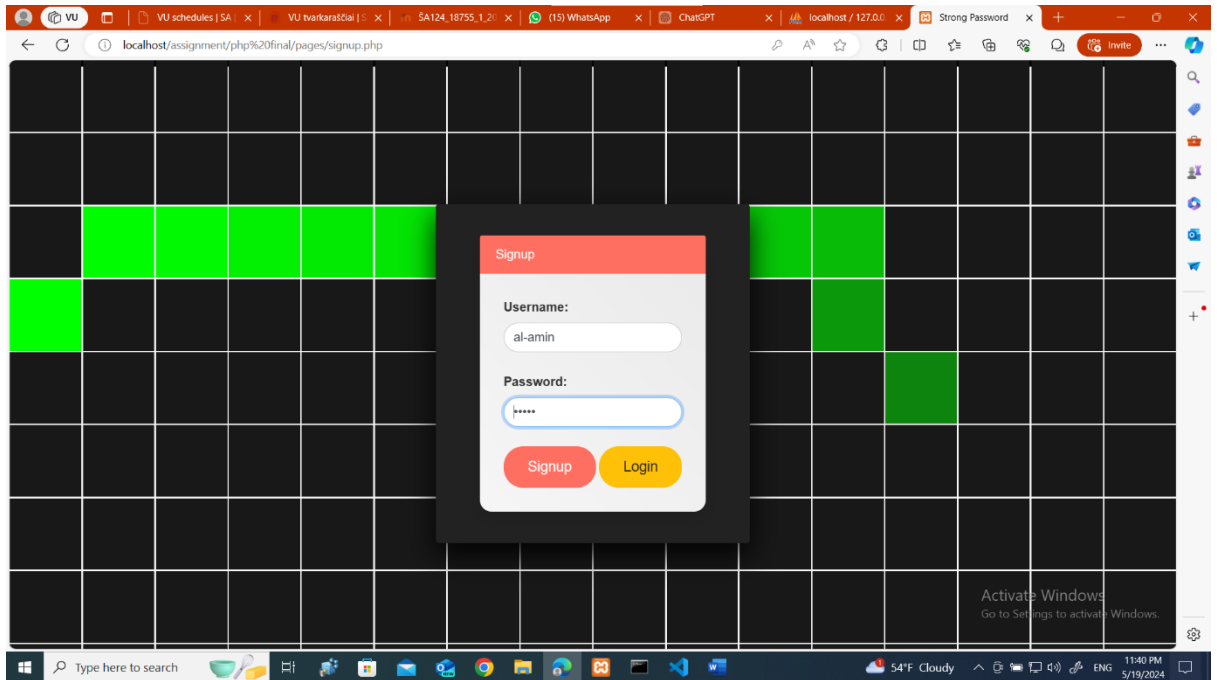 VU
VU schedules | SA |
VU tvarkaraščiai | S
ŠA124_18755_1_20
(15) WhatsApp
ChatGPT
localhost / 127.0.0.
Strong Password
localhost/assignment/php%20final/pages/signup.php
Invite
Signup
Username:
al-amin
Password:
•••••
Signup
Login
Activate Windows
Go to Settings to activate Windows.
Type here to search
54°F Cloudy
ENG
11:40 PM
5/19/2024